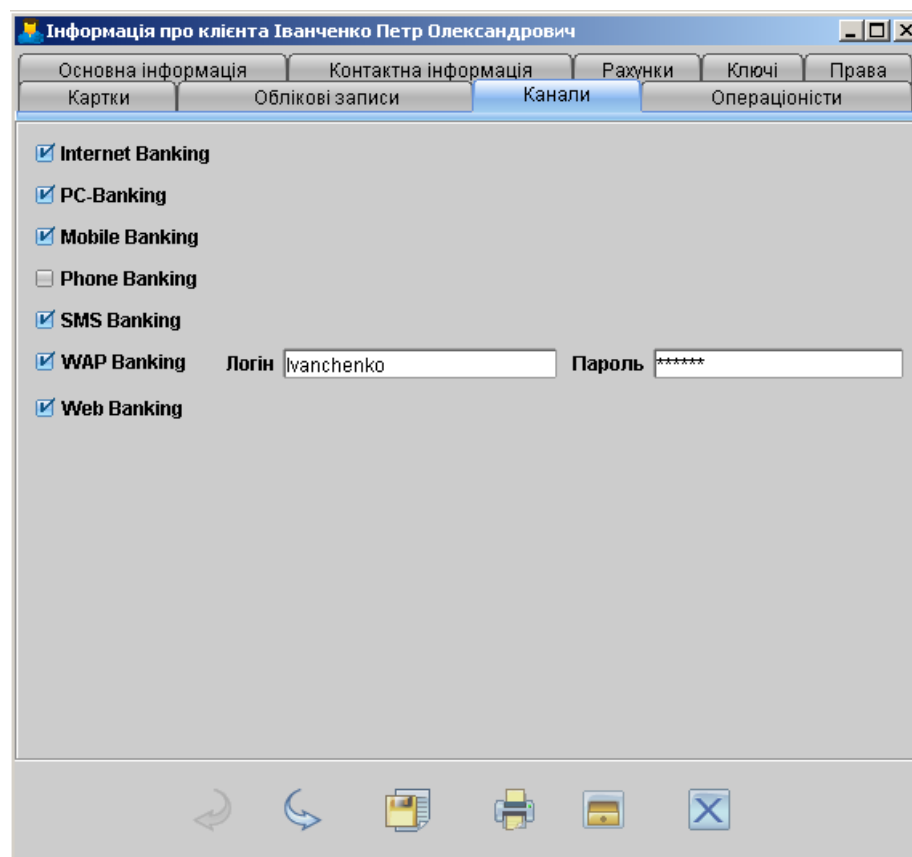 Інформація про клієнта Іванченко Петр Олександрович
Основна інформація Контактна інформація Рахунки Ключі Права
Картки Облікові записи Канали Операціоністи
Internet Banking
PC-Banking
Mobile Banking
Phone Banking
SMS Banking
WAP Banking Логін Ivanchenko Пароль ******
Web Banking